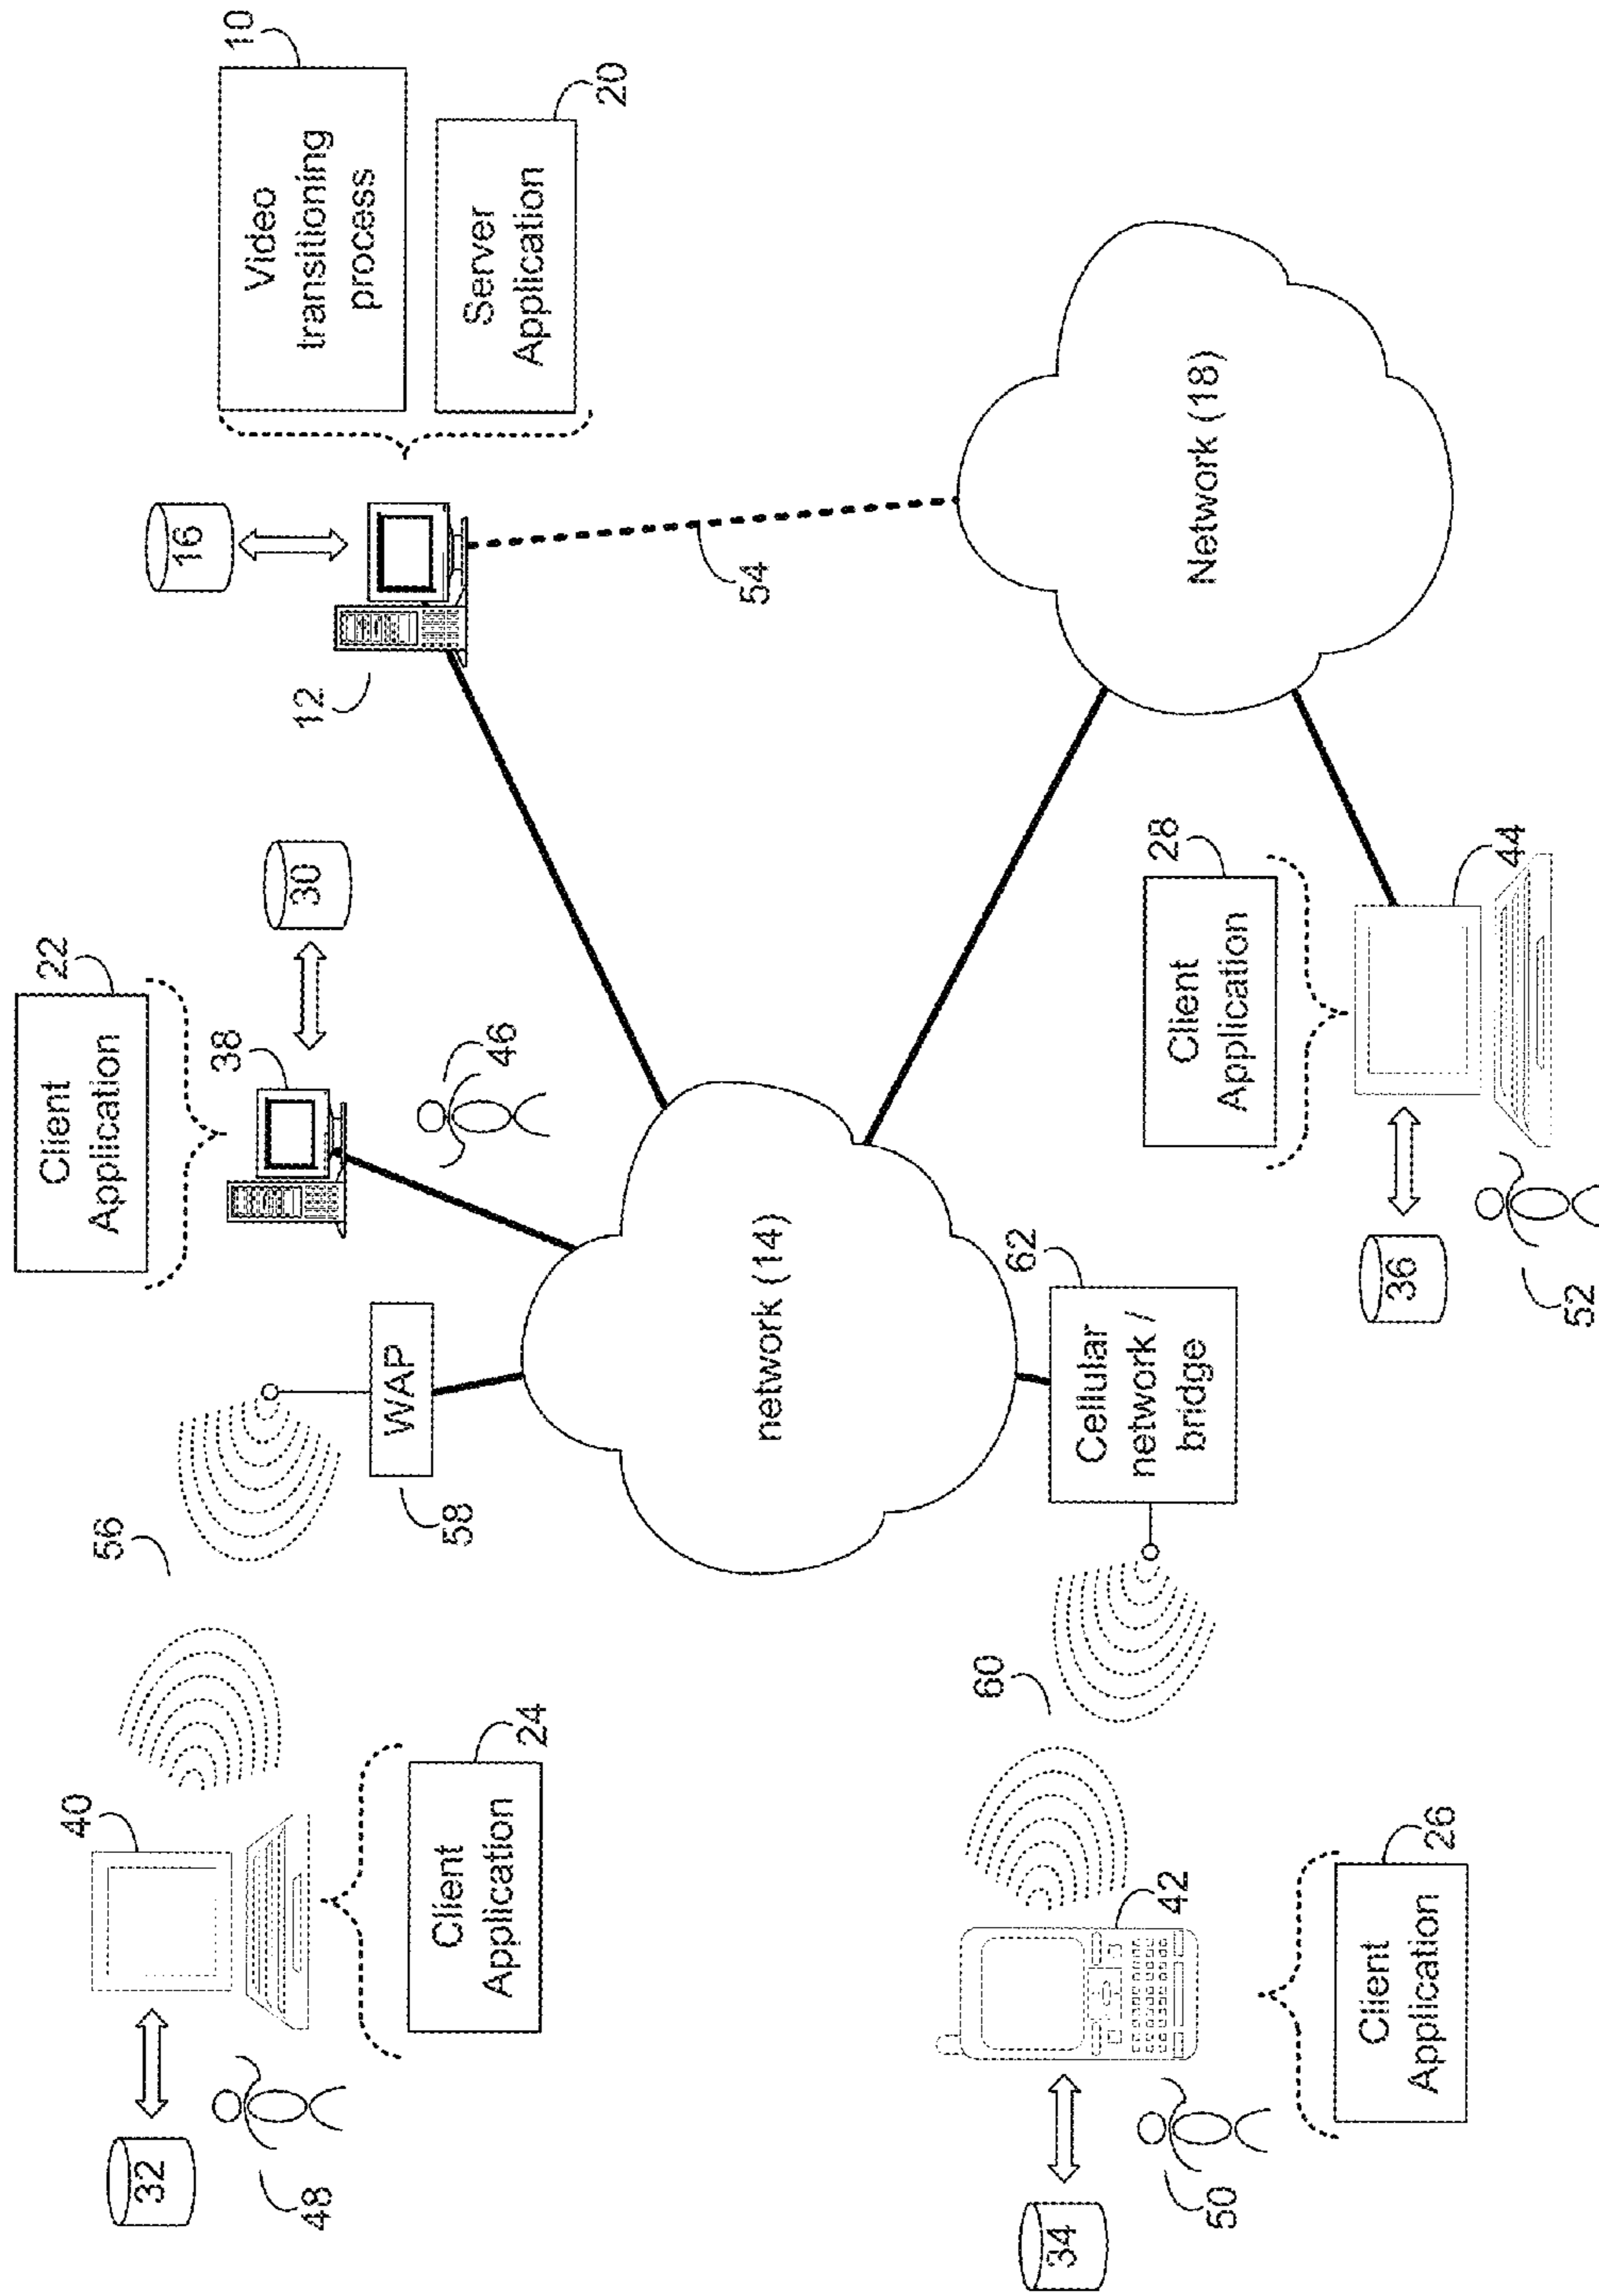 22
Client
Application
40
56
32
16
38
10
Video
transitioning
process
30
12
48
WAP
58
24
Client
Application
46
20
Server
Application
54
network (14)
60
62
Cellular
network /
bridge
34
42
50
28
Client
Application
Network (18)
36
26
Client
Application
44
52